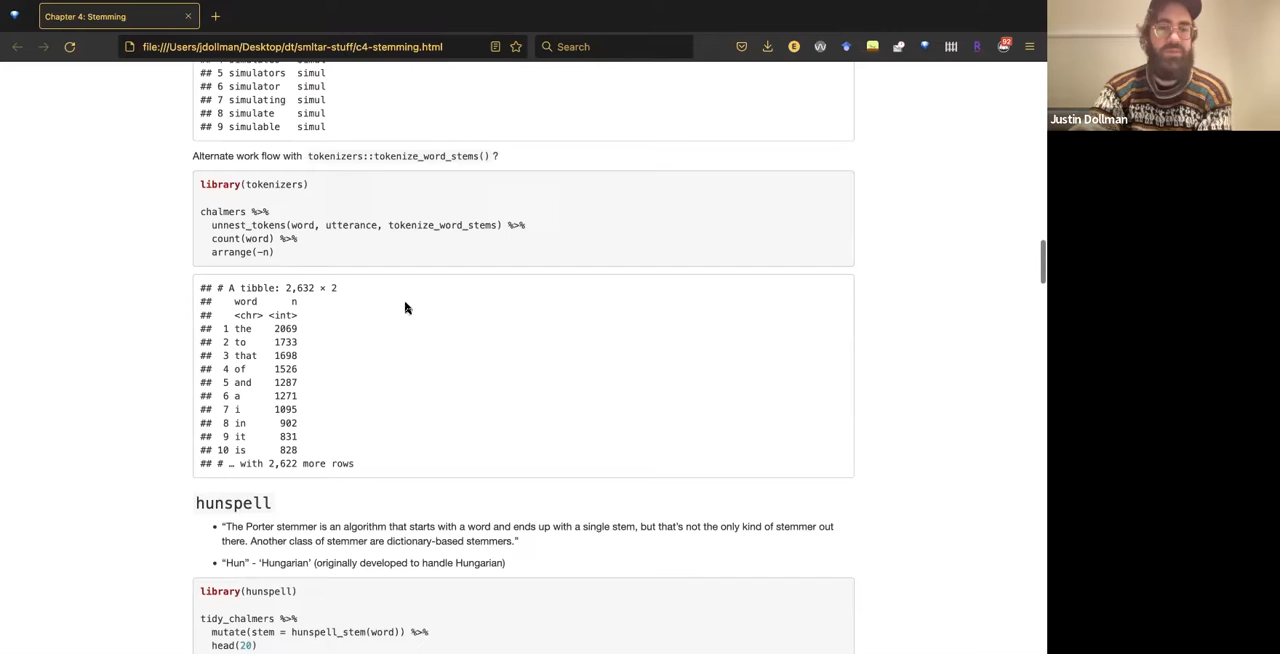 Chapter 4: Stemming
file:///Users/jdollman/Desktop/dt/smltar-stuff/c4-stemming.html
Search
E
R
92
Justin Dollman
## 5 simulators simul
## 6 simulator simul
## 7 simulating simul
## 8 simulate simul
## 9 simulable simul
Alternate work flow with tokenizers::tokenize_word_stems() ?
library(tokenizers)
chalmers %>%
unnest_tokens(word, utterance, tokenize_word_stems) %>%
count(word) %>%
arrange(-n)
## # A tibble: 2,632 × 2
## word n
## <chr> <int>
## 1 the 2069
## 2 to 1733
## 3 that 1698
## 4 of 1526
## 5 and 1287
## 6 a 1271
## 7 i 1095
## 8 in 902
## 9 it 831
## 10 is 828
## # … with 2,622 more rows
hunspell
• “The Porter stemmer is an algorithm that starts with a word and ends up with a single stem, but that’s not the only kind of stemmer out
there. Another class of stemmer are dictionary-based stemmers.”
• “Hun” - ‘Hungarian’ (originally developed to handle Hungarian)
library(hunspell)
tidy_chalmers %>%
mutate(stem = hunspell_stem(word)) %>%
head(20)